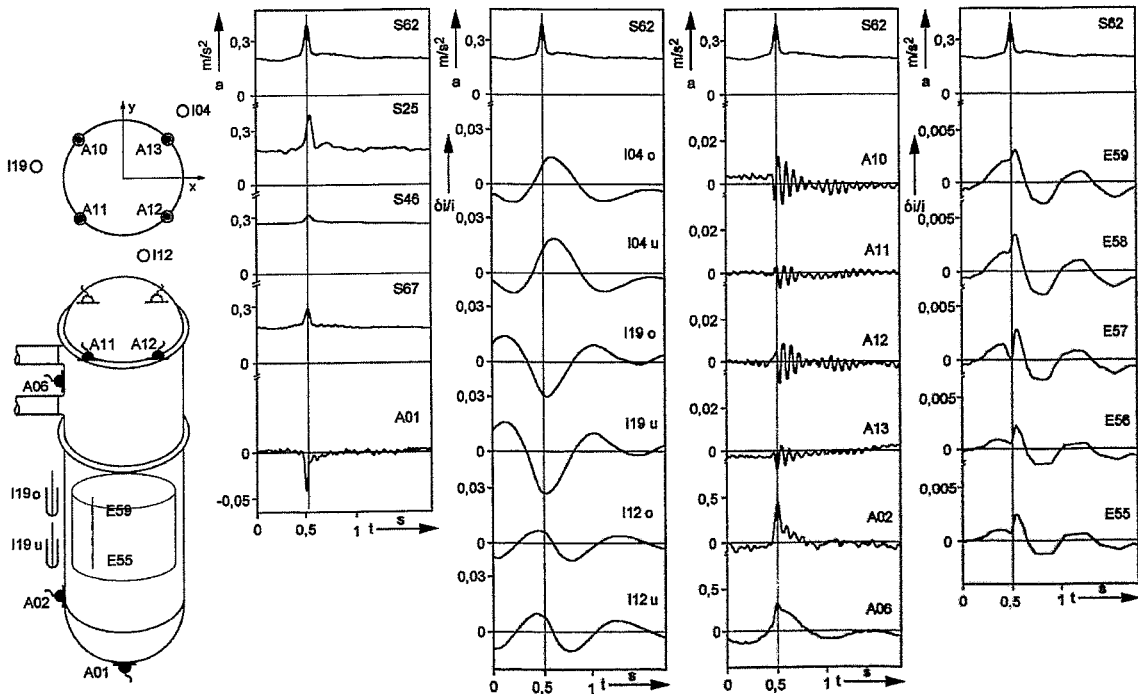 y
I04
A10
A13
I19
x
A11
A12
I12
A11
A12
A06
I19o
E59
I19 u
E55
A02
A01
m/s²
a
0,3
0
S62
0,3
0
S25
0,3
0
S46
0,3
0
S67
0
-0,05
A01
0
0,5
t
s
m/s²
a
0,3
0
S62
δi/i
0,03
0
I04 o
0,03
0
I04 u
0,03
0
I19 o
0,03
0
I19 u
0,03
0
I12 o
0,03
0
I12 u
0
0,5
1
t
s
m/s²
a
0,3
0
S62
0,02
0
A10
0,02
0
A11
0,02
0
A12
0,02
0
A13
0,5
0
A02
0,5
0
A06
0
0,5
1
t
s
m/s²
a
0,3
0
S62
δi/i
0,005
0
E59
0,005
0
E58
0,005
0
E57
0,005
0
E56
0,005
0
E55
0
0,5
1
t
s